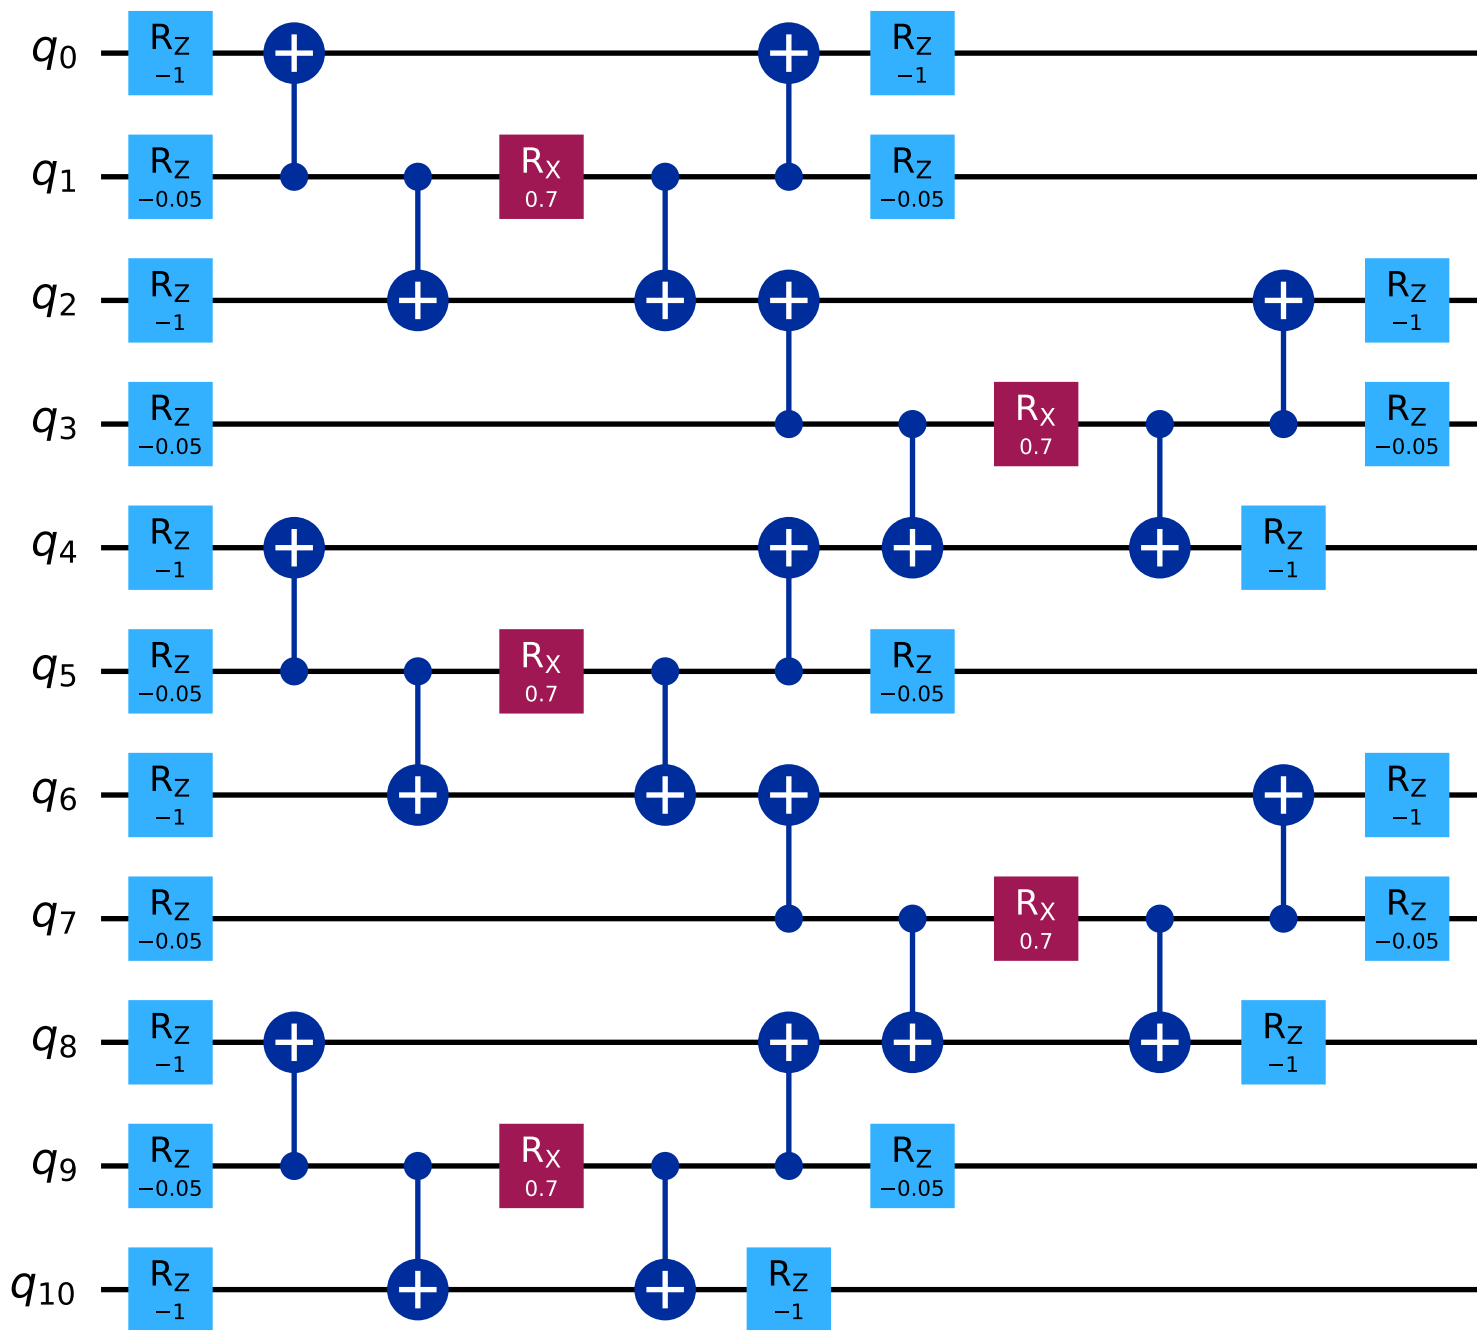 q0 RZ −1 RZ −1
q1 RZ −0.05 RX 0.7 RZ −0.05
q2 RZ −1 RZ −1
q3 RZ −0.05 RX 0.7 RZ −0.05
q4 RZ −1 RZ −1
q5 RZ −0.05 RX 0.7 RZ −0.05
q6 RZ −1 RZ −1
q7 RZ −0.05 RX 0.7 RZ −0.05
q8 RZ −1 RZ −1
q9 RZ −0.05 RX 0.7 RZ −0.05
q10 RZ −1 RZ −1